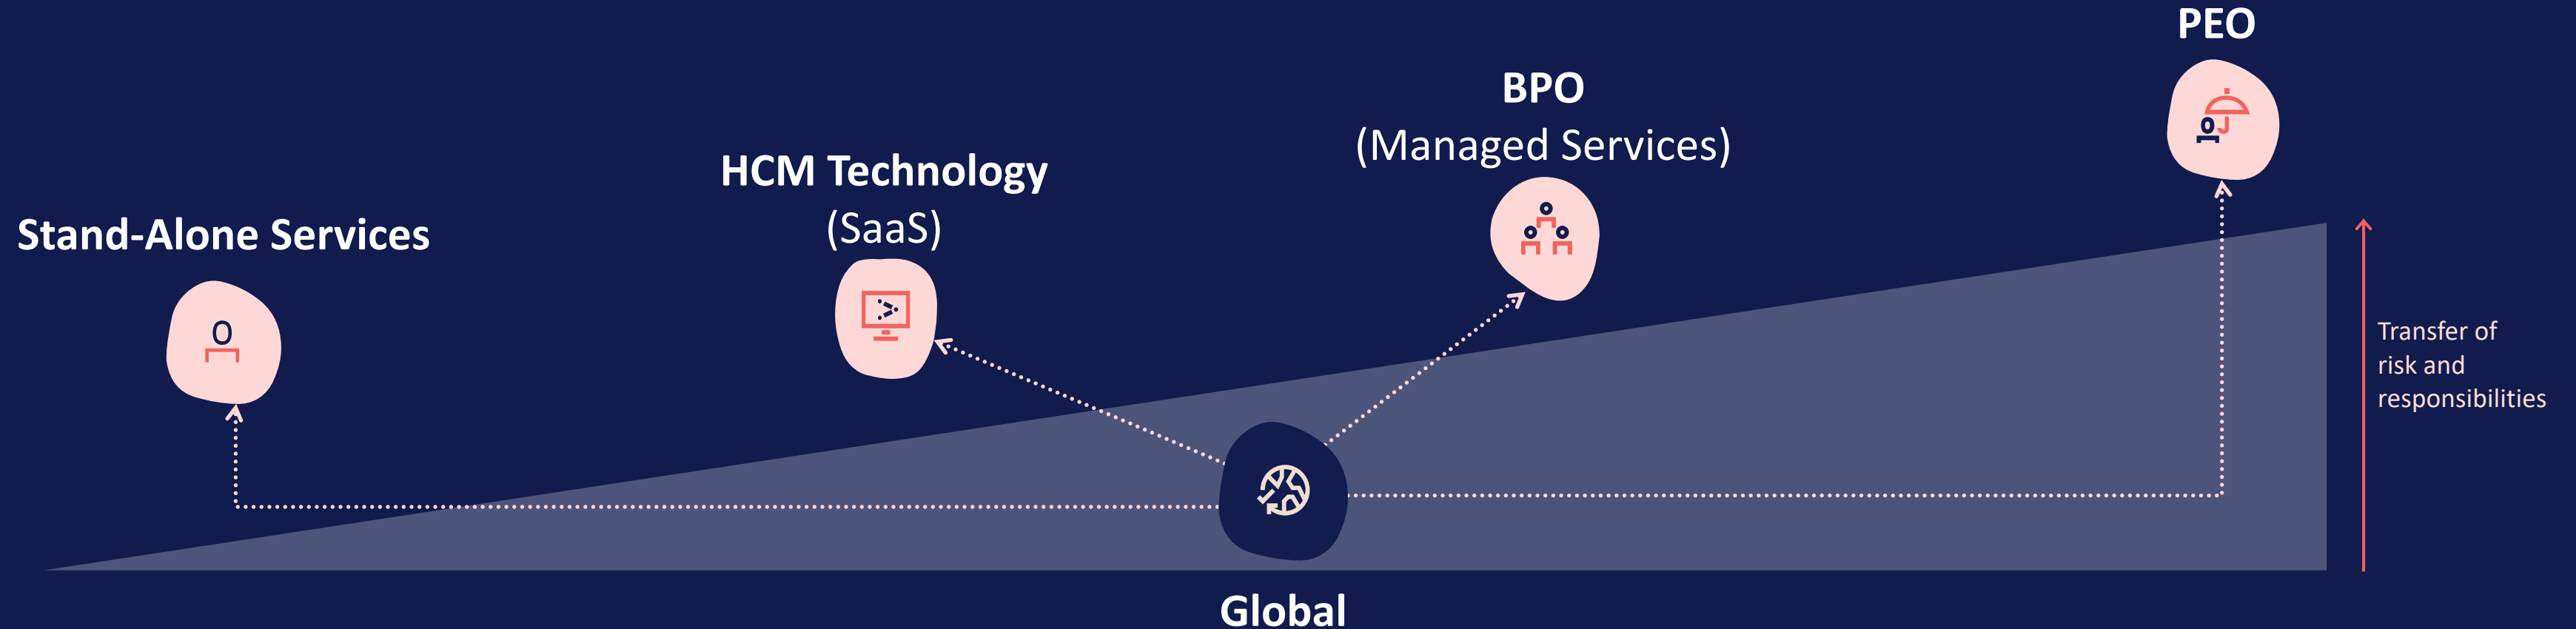 Stand-Alone Services
HCM Technology
(SaaS)
BPO
(Managed Services)
PEO
Transfer of
risk and
responsibilities
Global